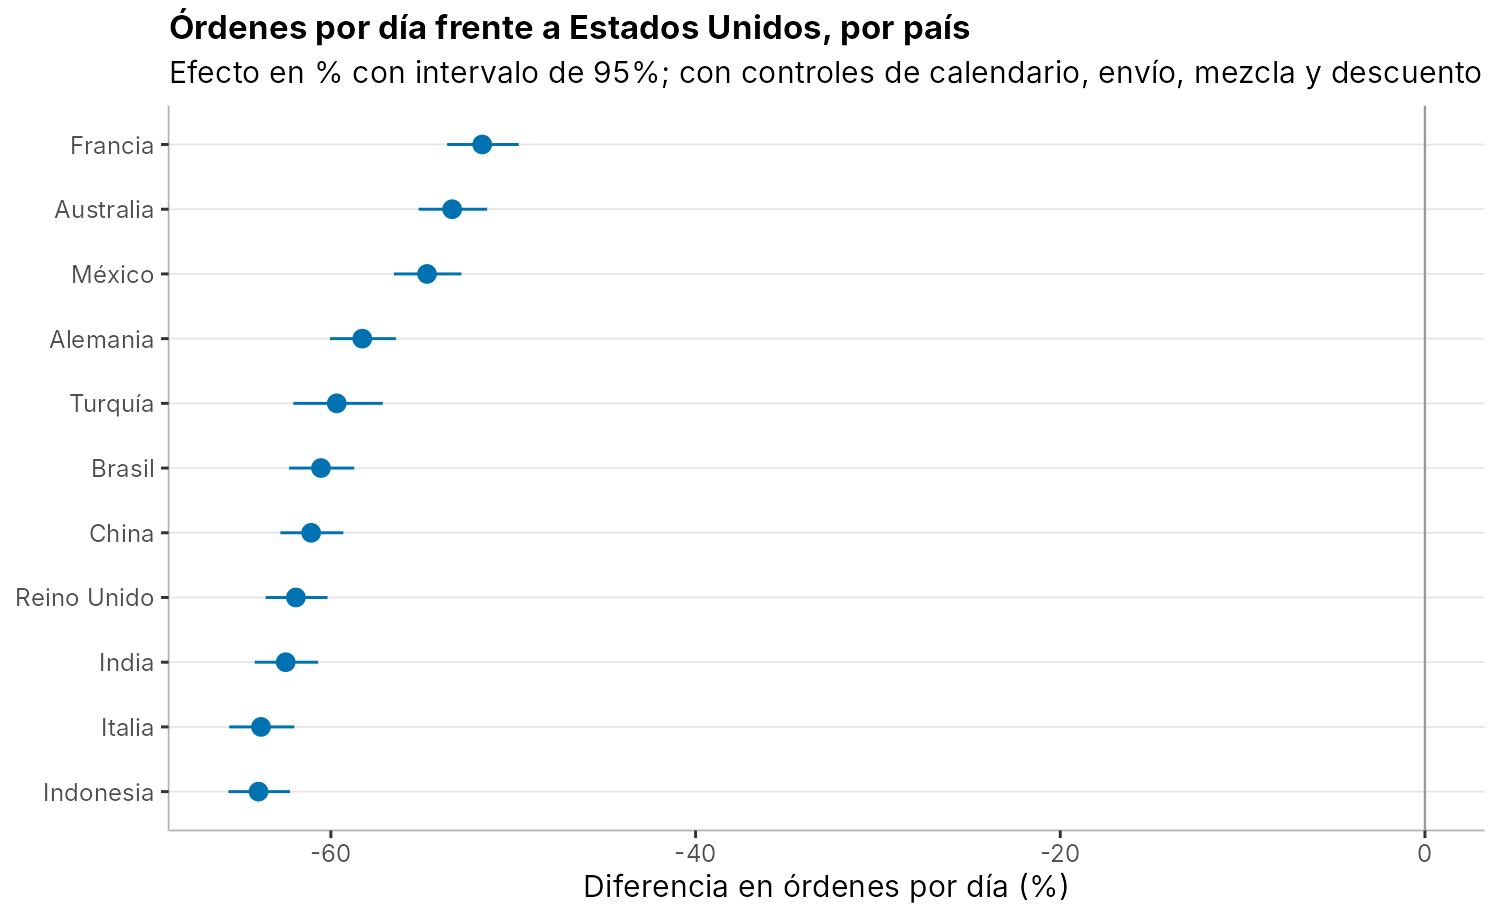 Órdenes por día frente a Estados Unidos, por país
Efecto en % con intervalo de 95%; con controles de calendario, envío, mezcla y descuento
Francia
Australia
México
Alemania
Turquía
Brasil
China
Reino Unido
India
Italia
Indonesia
-60 -40 -20 0
Diferencia en órdenes por día (%)